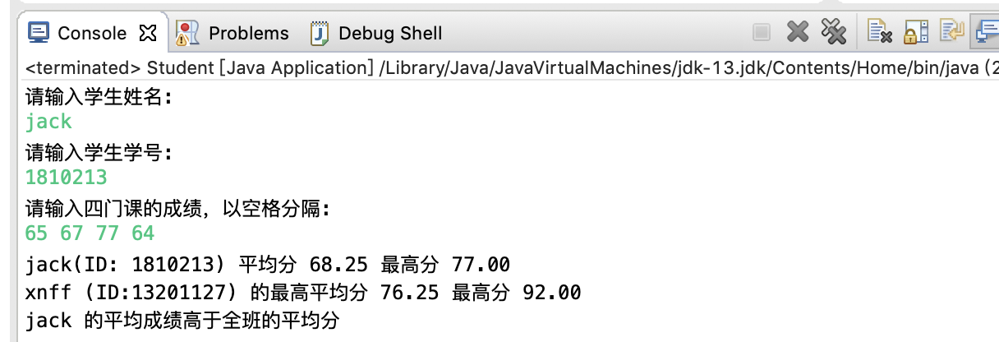 Console Problems Debug Shell
<terminated> Student [Java Application] /Library/Java/JavaVirtualMachines/jdk-13.jdk/Contents/Home/bin/java (2
请输入学生姓名:
jack
请输入学生学号:
1810213
请输入四门课的成绩，以空格分隔:
65 67 77 64
jack(ID: 1810213) 平均分 68.25 最高分 77.00
xnff (ID:13201127) 的最高平均分 76.25 最高分 92.00
jack 的平均成绩高于全班的平均分